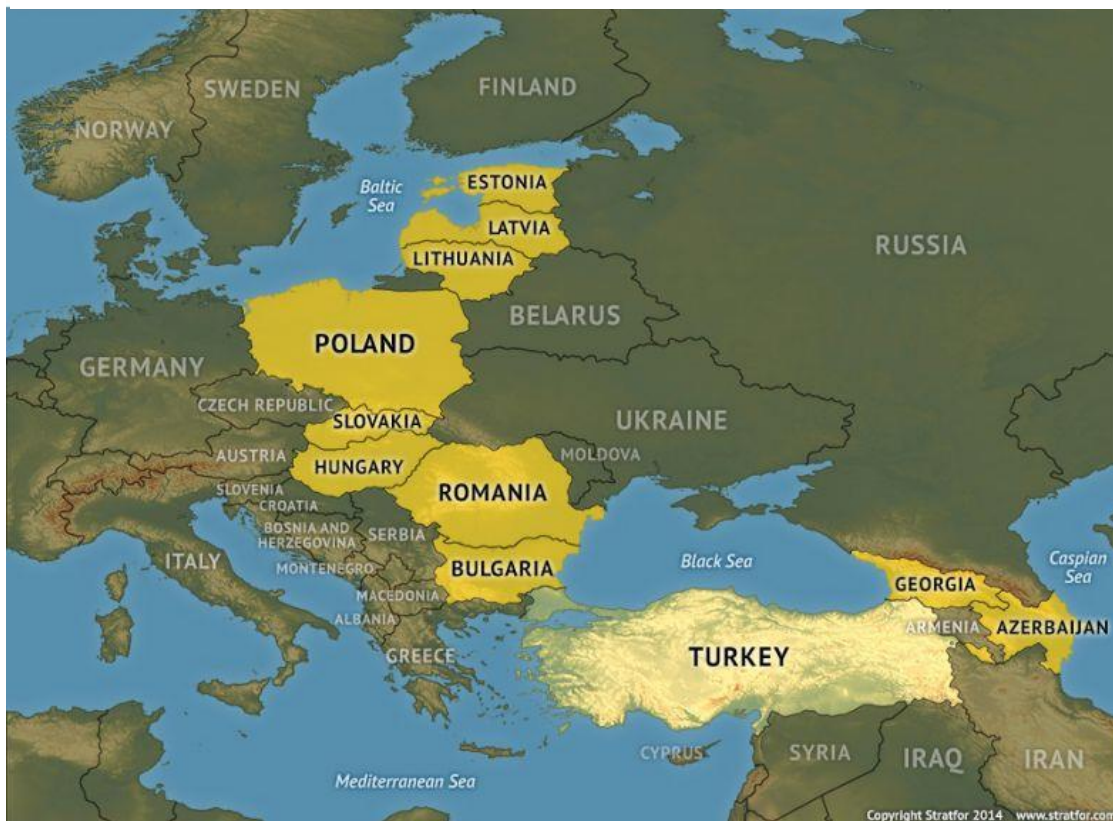 SWEDEN
FINLAND
NORWAY
Baltic
Sea
ESTONIA
LATVIA
LITHUANIA
RUSSIA
BELARUS
POLAND
GERMANY
CZECH REPUBLIC
SLOVAKIA
UKRAINE
AUSTRIA
HUNGARY
MOLDOVA
SLOVENIA
CROATIA
ROMANIA
BOSNIA AND
HERZEGOVINA
SERBIA
ITALY
MONTENEGRO
BULGARIA
Black Sea
Caspian
Sea
GEORGIA
MACEDONIA
ALBANIA
ARMENIA
AZERBAIJAN
GREECE
TURKEY
CYPRUS
SYRIA
IRAQ
IRAN
Mediterranean Sea
Copyright Stratfor 2014 www.stratfor.com